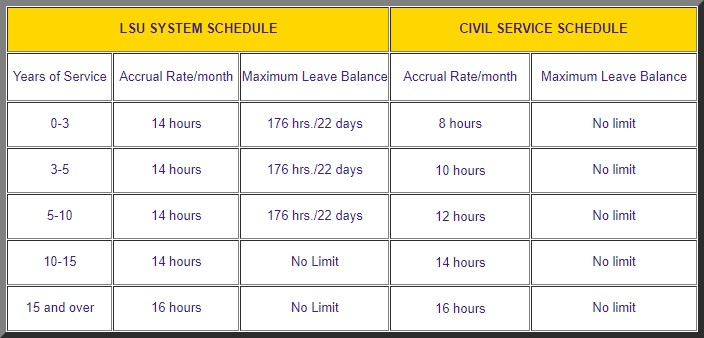 LSU SYSTEM SCHEDULE CIVIL SERVICE SCHEDULE
Years of Service Accrual Rate/month Maximum Leave Balance Accrual Rate/month Maximum Leave Balance
0-3 14 hours 176 hrs./22 days 8 hours No limit
3-5 14 hours 176 hrs./22 days 10 hours No limit
5-10 14 hours 176 hrs./22 days 12 hours No limit
10-15 14 hours No Limit 14 hours No limit
15 and over 16 hours No Limit 16 hours No limit